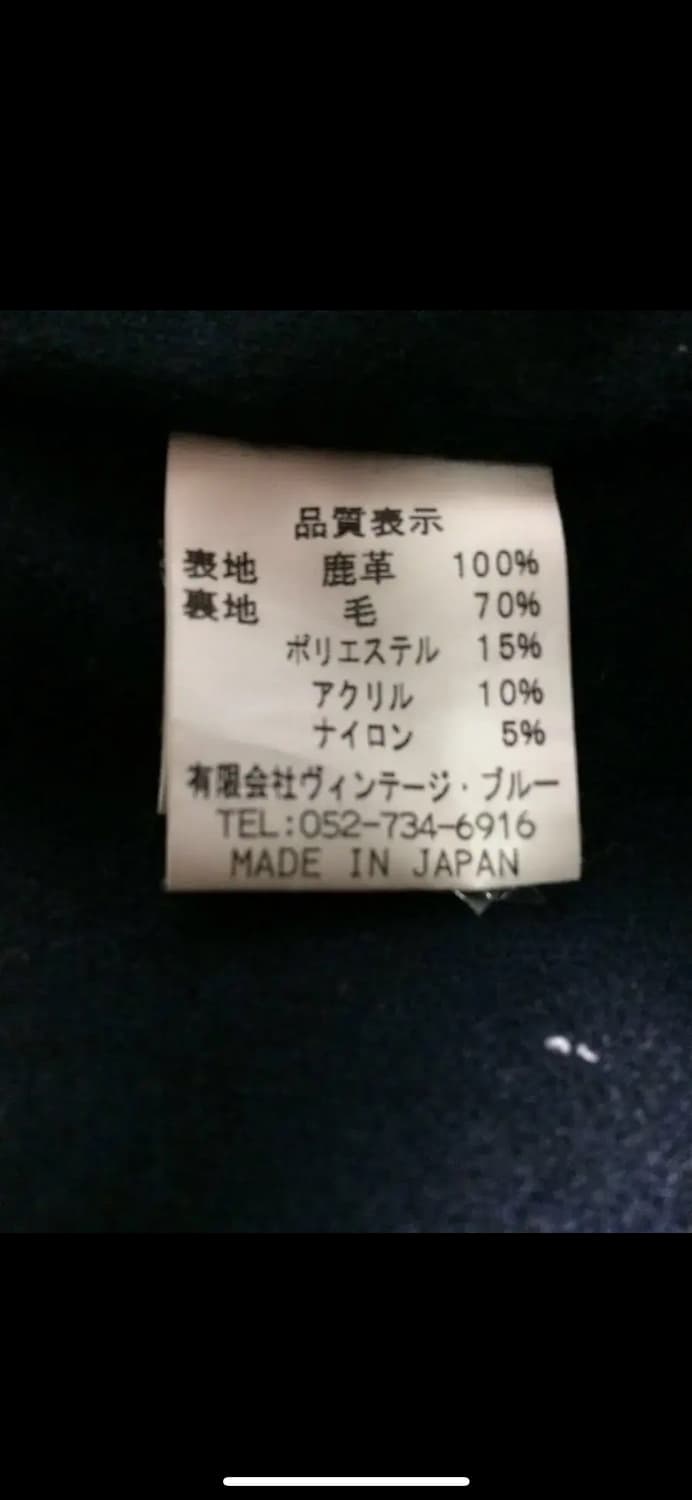 品質表示
表地 鹿革 100%
裏地 毛 70%
ポリエステル 15%
アクリル 10%
ナイロン 5%
有限会社ヴィンテージ・ブルー
TEL:052-734-6916
MADE IN JAPAN